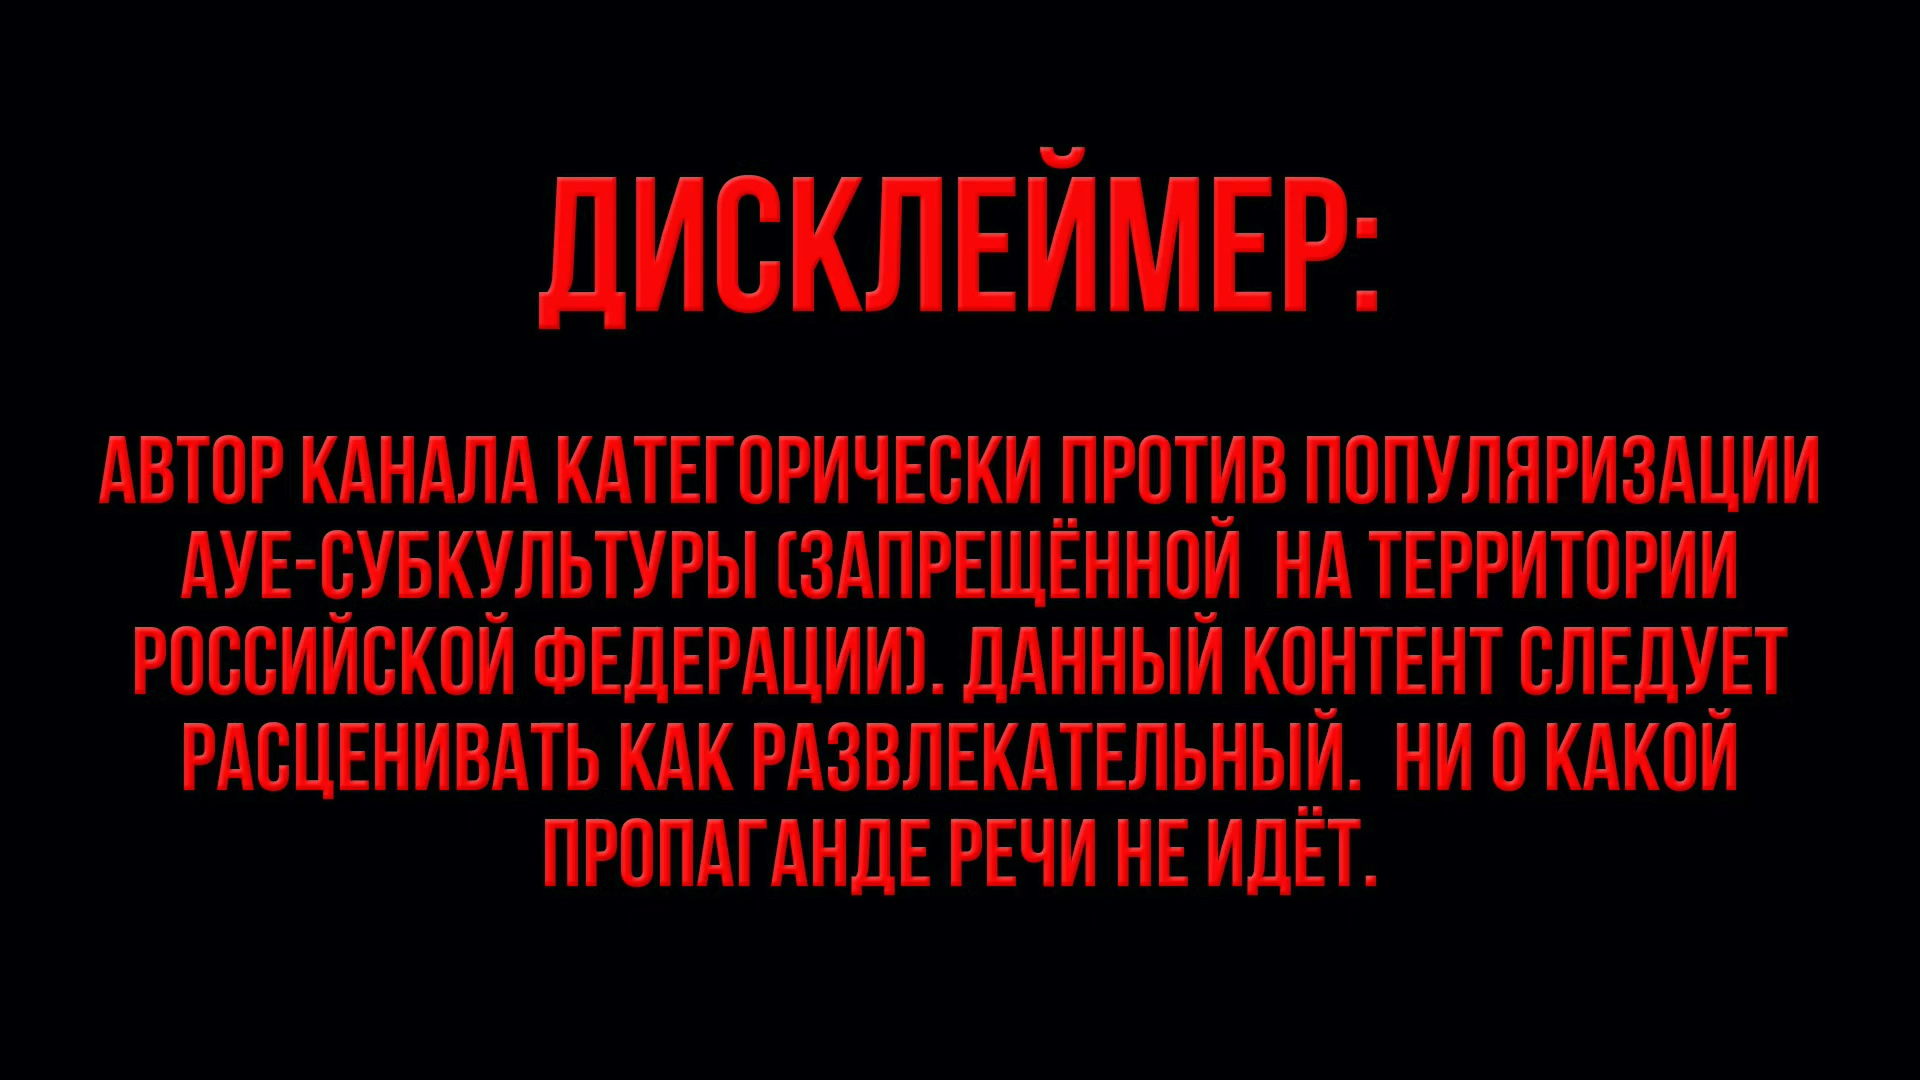 ДИСКЛЕЙМЕР:
АВТОР КАНАЛА КАТЕГОРИЧЕСКИ ПРОТИВ ПОПУЛЯРИЗАЦИИ
АУЕ-СУБКУЛЬТУРЫ (ЗАПРЕЩЁННОЙ НА ТЕРРИТОРИИ
РОССИЙСКОЙ ФЕДЕРАЦИИ). ДАННЫЙ КОНТЕНТ СЛЕДУЕТ
РАСЦЕНИВАТЬ КАК РАЗВЛЕКАТЕЛЬНЫЙ. НИ О КАКОЙ
ПРОПАГАНДЕ РЕЧИ НЕ ИДЁТ.